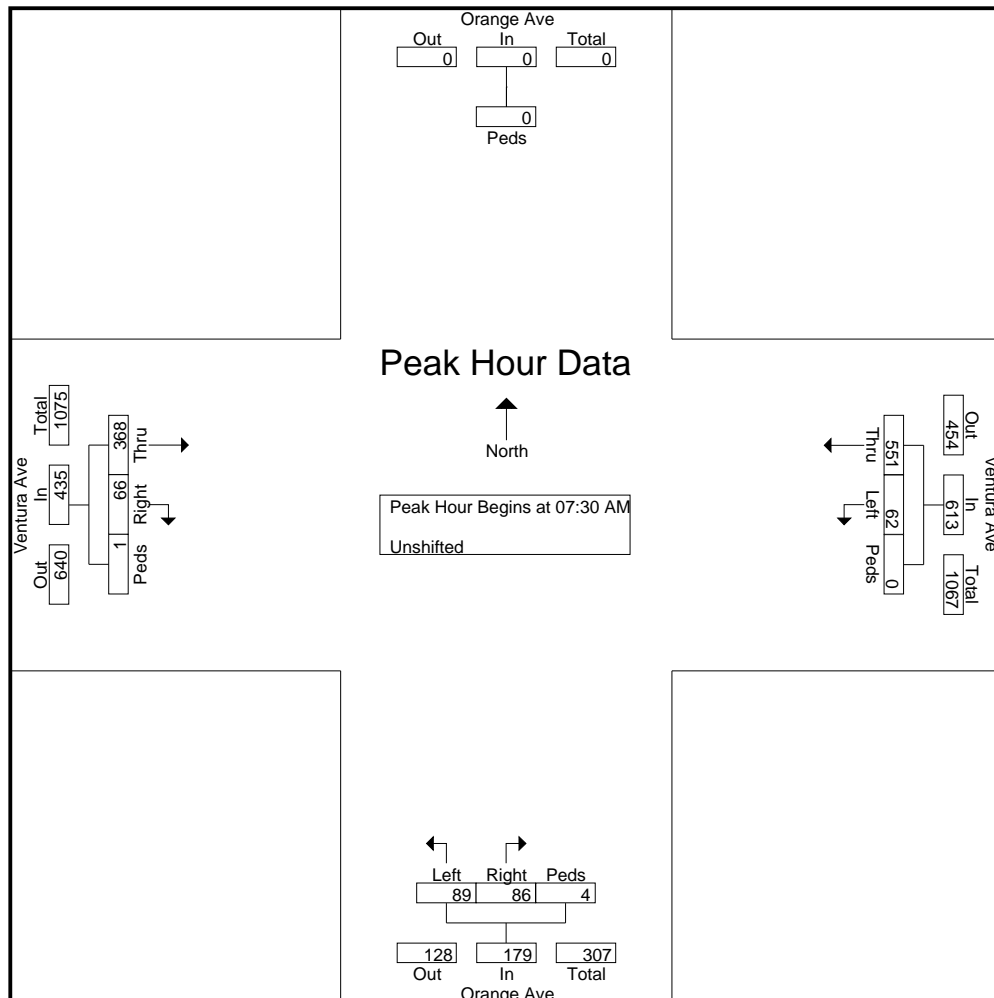 Orange Ave
Out In Total
0 0 0
0
Peds
Peak Hour Data
North
Peak Hour Begins at 07:30 AM
Unshifted
Ventura Ave
Total In Out
1075 435 640
368 66 1
Thru Right Peds
Thru Left Peds
551 62 0
454 613 1067
Out In Total
Ventura Ave
Left Right Peds
89 86 4
128 179 307
Out In Total
Orange Ave